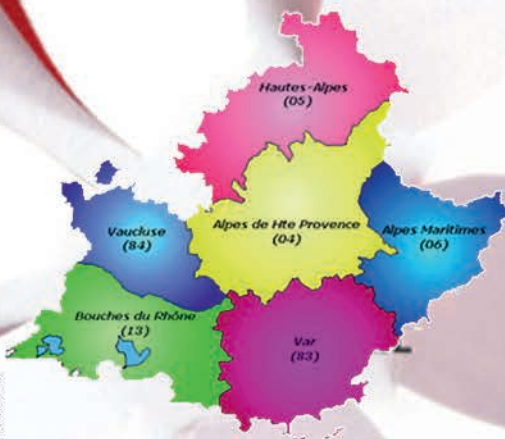 Hautes-Alpes
(05)
Alpes de Hte Provence
(04)
Vaucluse
(84)
Alpes Maritimes
(06)
Bouches du Rhône
(13)
Var
(83)